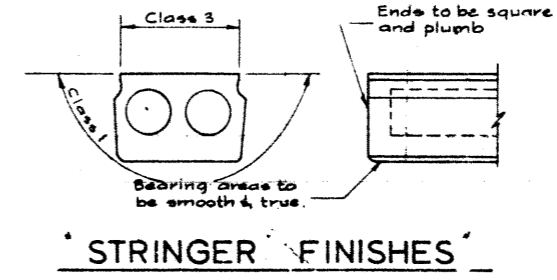 Class 3
Ends to be square
and plumb
Class 1
Bearing areas to
be smooth & true.
"STRINGER FINISHES"